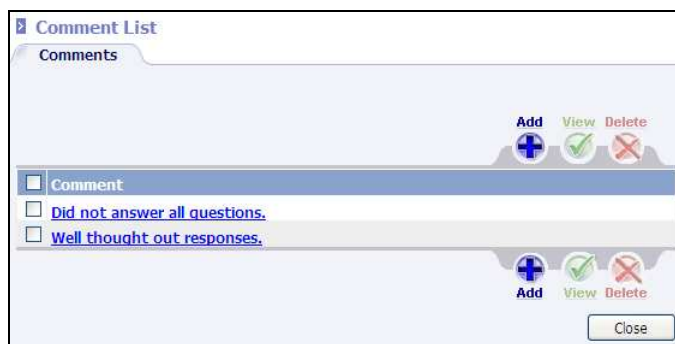 Comment List
Comments
Add View Delete
Comment
Did not answer all questions.
Well thought out responses.
Add View Delete
Close